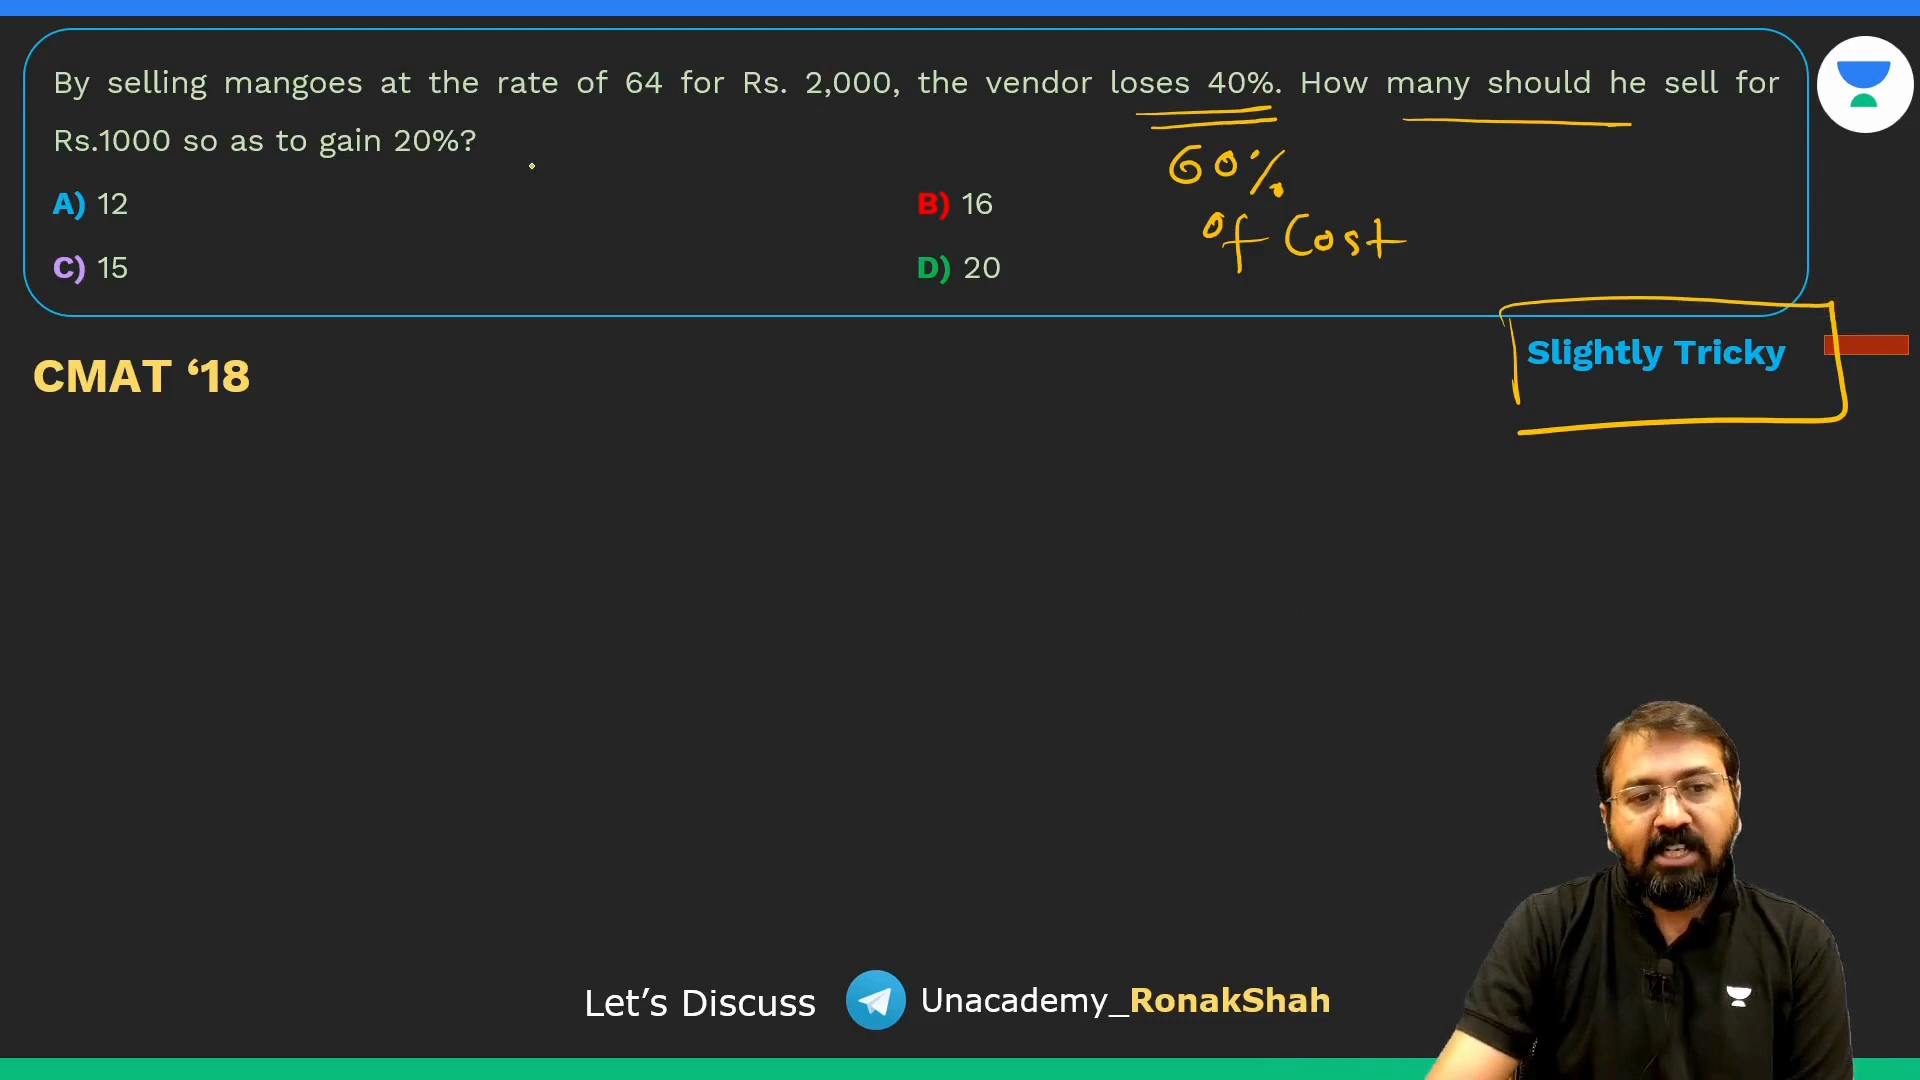 By selling mangoes at the rate of 64 for Rs. 2,000, the vendor loses 40%. How many should he sell for
Rs.1000 so as to gain 20%?
A) 12
B) 16
C) 15
D) 20
60%
of Cost
Slightly Tricky
CMAT ‘18
Let’s Discuss
Unacademy_RonakShah